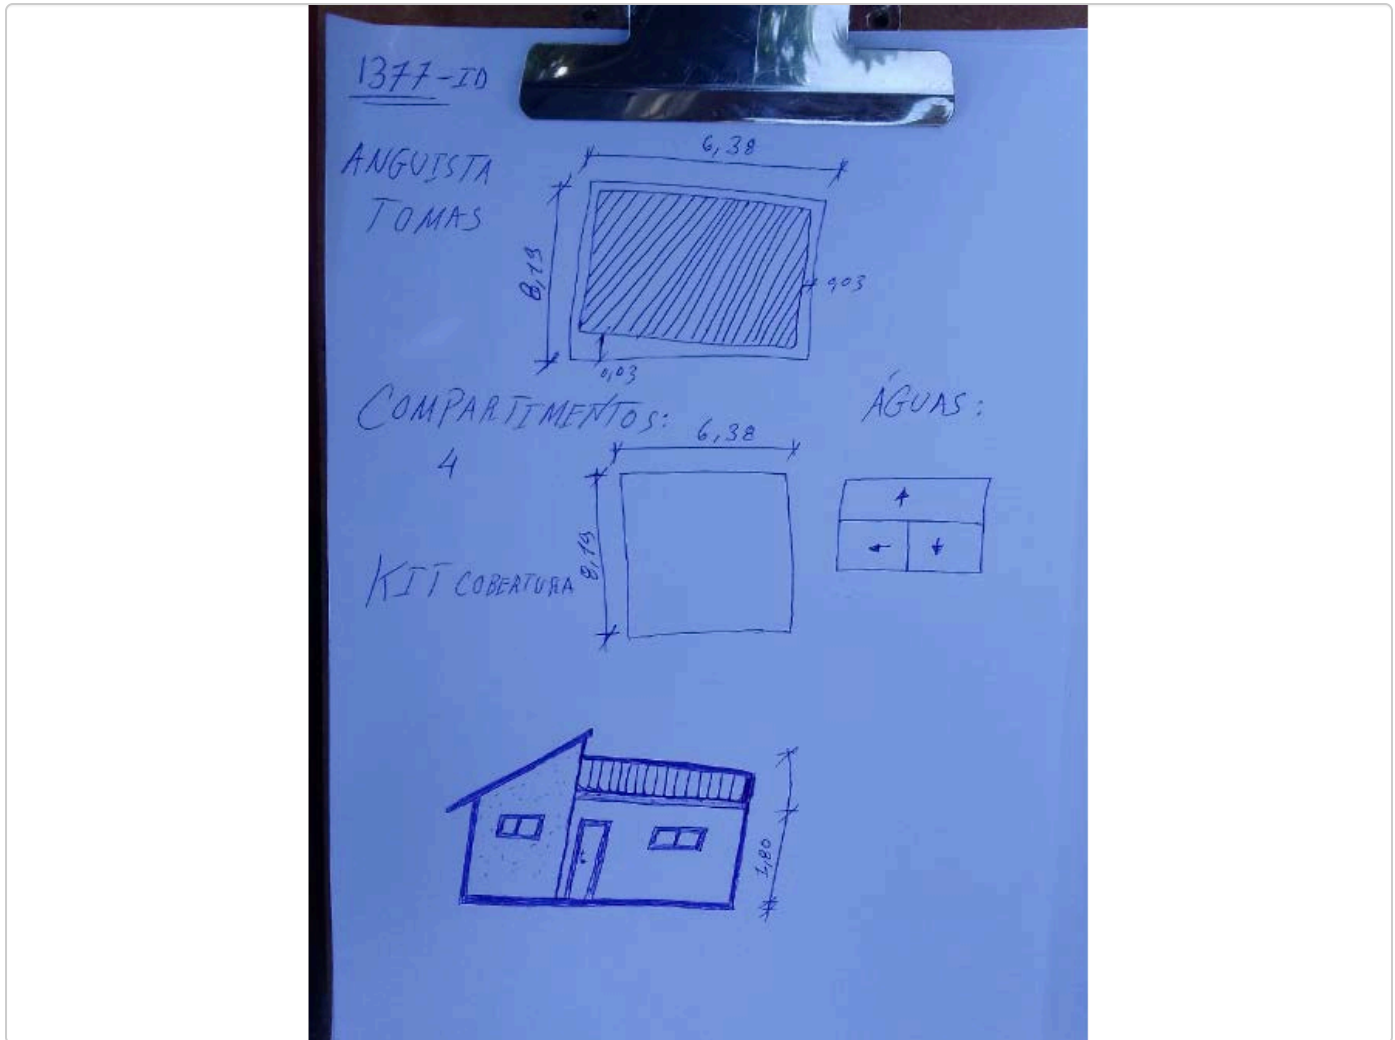 1377-ID
ANGUISTA
TOMAS
6,38
8,19
0,03
0,03
COMPARTIMENTOS:
4
ÁGUAS:
6,38
8,19
KIT COBERTURA
1,80